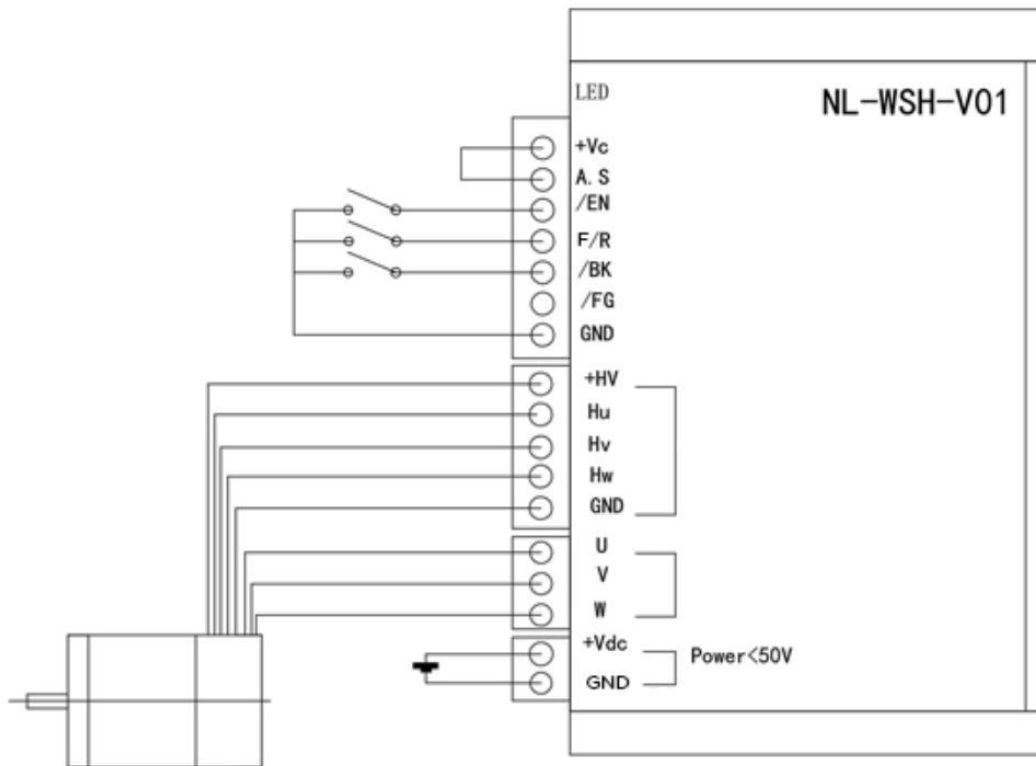 LED
NL-WSH-V01
+Vc
A.S
/EN
F/R
/BK
/FG
GND
+HV
Hu
Hv
Hw
GND
U
V
W
+Vdc
Power<50V
GND